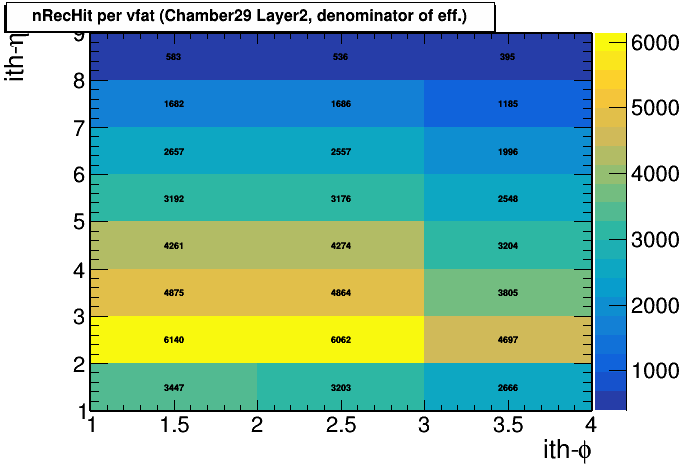 nRecHit per vfat (Chamber29 Layer2, denominator of eff.)
ith-η
9
583 536 395
8
1682 1686 1185
7
2657 2557 1996
6
3192 3176 2548
5
4261 4274 3204
4
4875 4864 3805
3
6140 6062 4697
2
3447 3203 2666
1
1 1.5 2 2.5 3 3.5 4
ith-ϕ
6000
5000
4000
3000
2000
1000